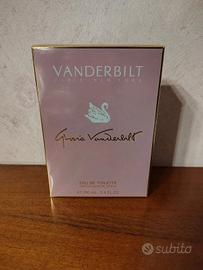 VANDERBILT
Gloria Vanderbilt
EAU DE TOILETTE
subito